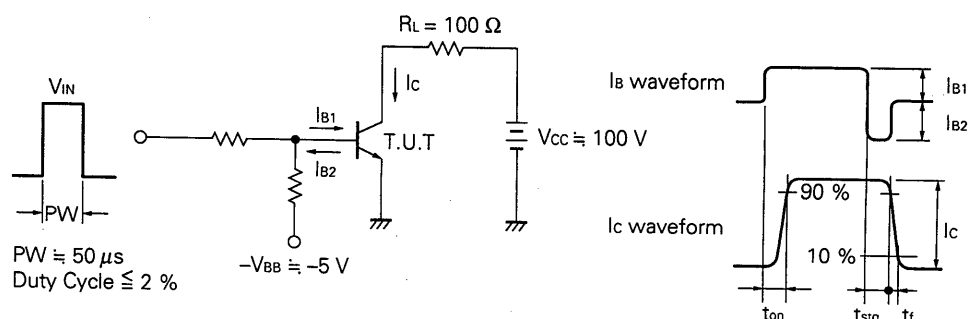 RL = 100 Ω
VIN
IC
IB1
T.U.T
IB2
VCC ≒ 100 V
PW
PW ≒ 50 μs
Duty Cycle ≦ 2 %
-VBB ≒ -5 V
IB waveform
IB1
IB2
90 %
IC waveform
IC
10 %
ton
tstg
tf